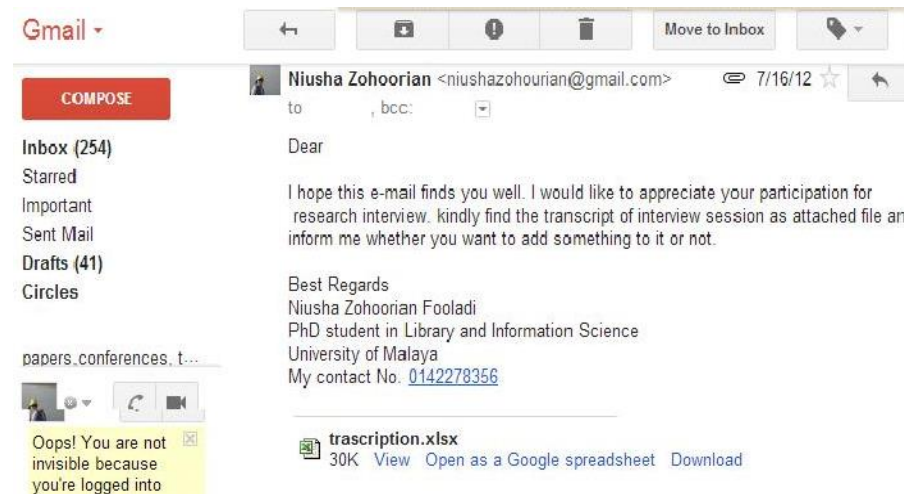 Gmail
Move to Inbox
COMPOSE
Niusha Zohoorian <niushazohourian@gmail.com> 7/16/12
to , bcc:
Inbox (254)
Starred
Important
Sent Mail
Drafts (41)
Circles
papers,conferences, t...
Dear
I hope this e-mail finds you well. I would like to appreciate your participation for
research interview. kindly find the transcript of interview session as attached file an
inform me whether you want to add something to it or not.
Best Regards
Niusha Zohoorian Fooladi
PhD student in Library and Information Science
University of Malaya
My contact No. 0142278356
trascription.xlsx
30K View Open as a Google spreadsheet Download
Oops! You are not
invisible because
you're logged into